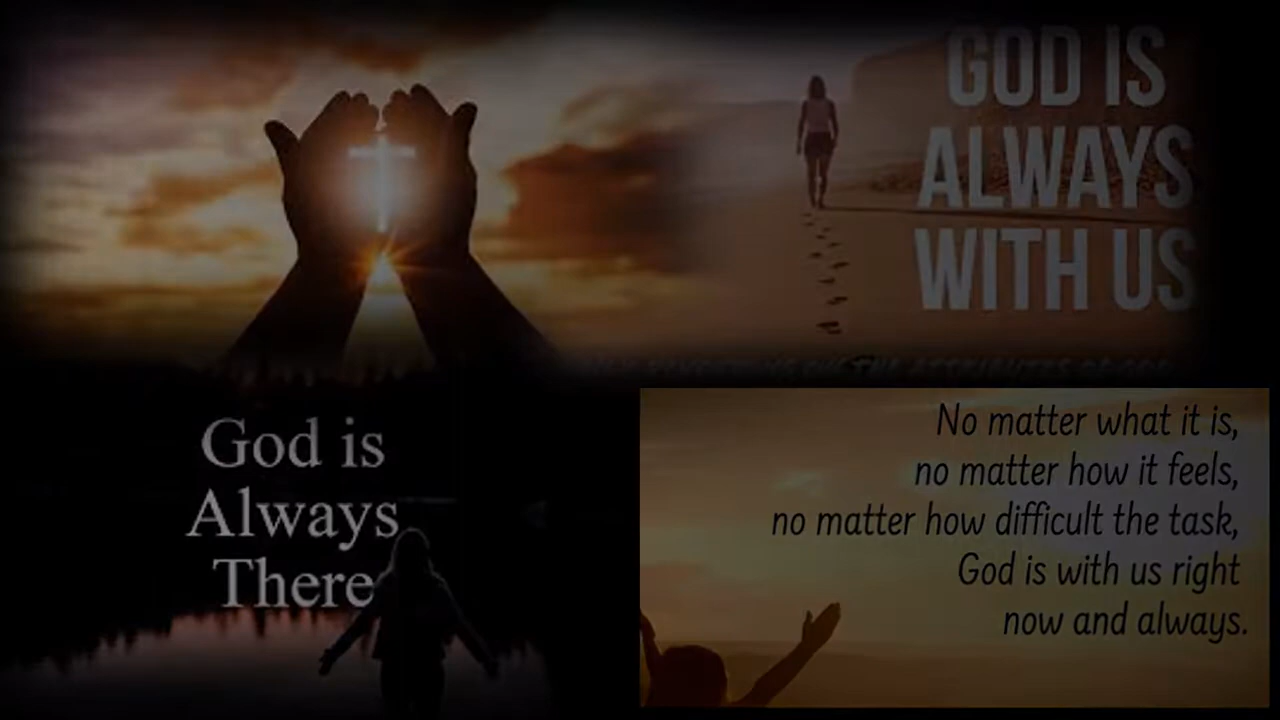 GOD IS
ALWAYS
WITH US
God is
Always
There
No matter what it is,
no matter how it feels,
no matter how difficult the task,
God is with us right
now and always.